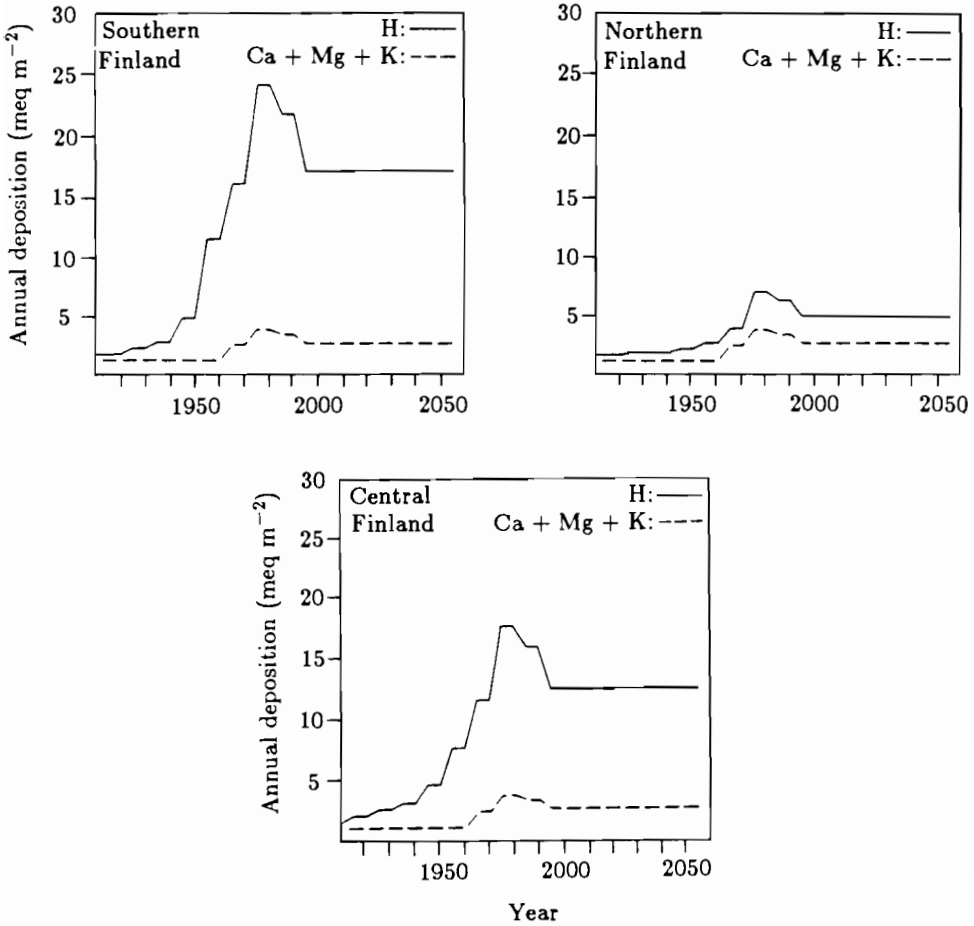 30
Southern H:
Finland Ca + Mg + K:
25
20
15
10
5
Annual deposition (meq m⁻²)
1950 2000 2050
30
Northern H:
Finland Ca + Mg + K:
25
20
15
10
5
1950 2000 2050
30
Central H:
Finland Ca + Mg + K:
25
20
15
10
5
Annual deposition (meq m⁻²)
1950 2000 2050
Year